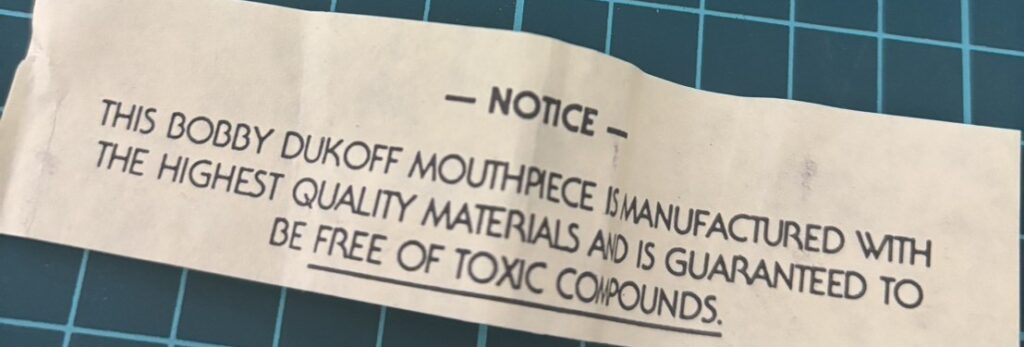 — NOTICE —
THIS BOBBY DUKOFF MOUTHPIECE IS MANUFACTURED WITH
THE HIGHEST QUALITY MATERIALS AND IS GUARANTEED TO
BE FREE OF TOXIC COMPOUNDS.